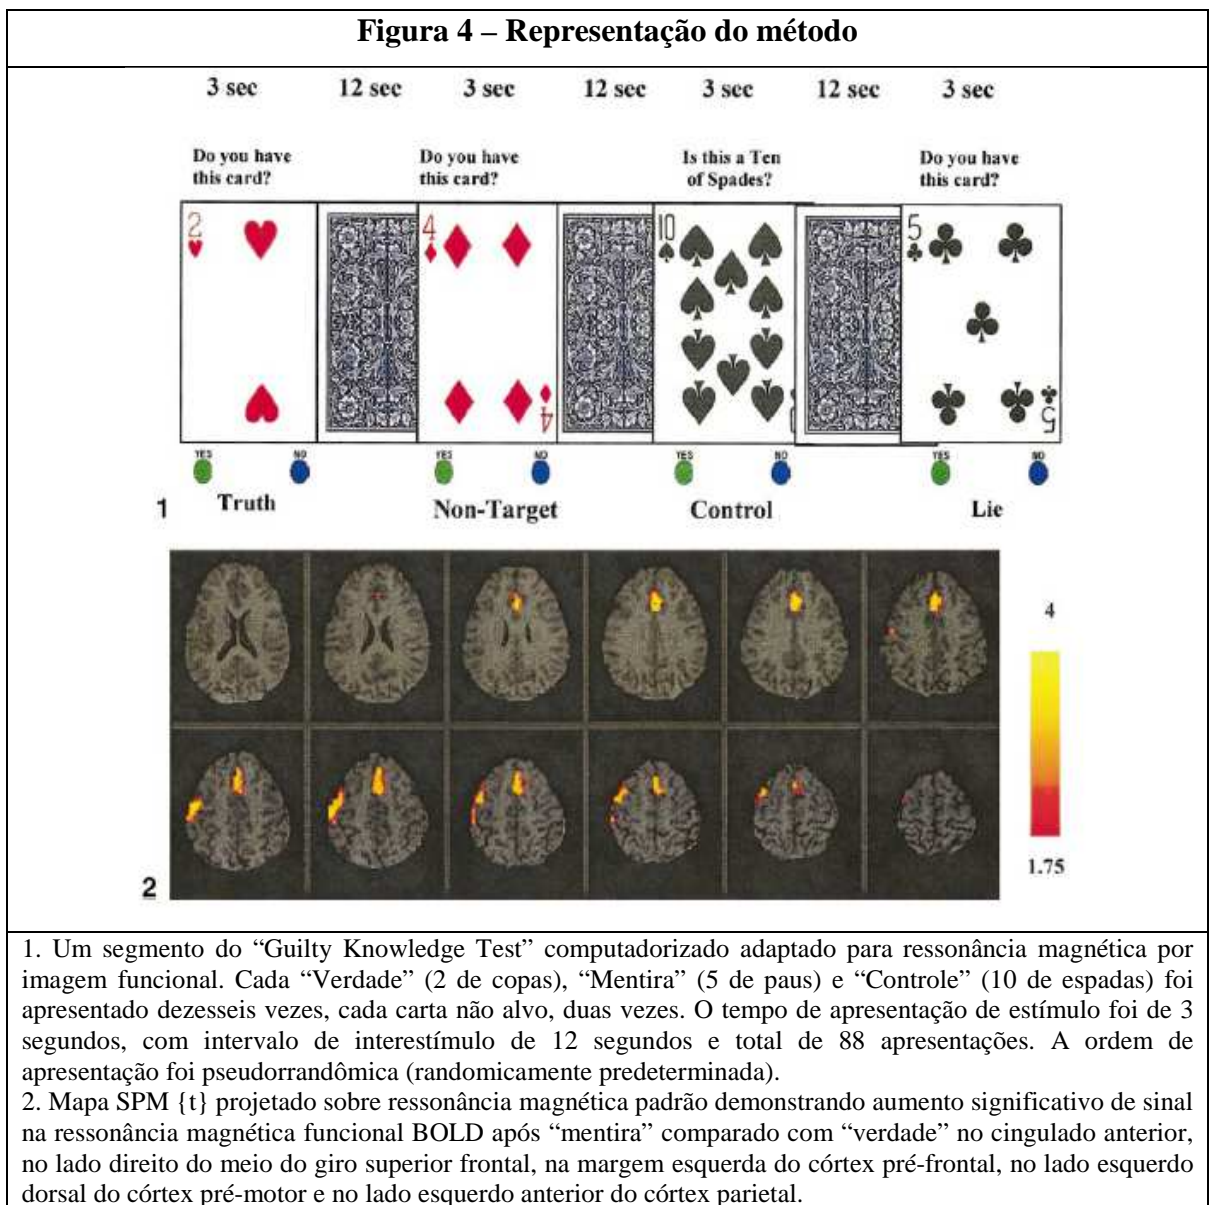 Figura 4 – Representação do método
3 sec 12 sec 3 sec 12 sec 3 sec 12 sec 3 sec
Do you have
this card?
Do you have
this card?
Is this a Ten
of Spades?
Do you have
this card?
2
4
4
10
5
5
YES NO YES NO YES NO YES NO
1 Truth Non-Target Control Lie
4
1.75
2
1. Um segmento do “Guilty Knowledge Test” computadorizado adaptado para ressonância magnética por
imagem funcional. Cada “Verdade” (2 de copas), “Mentira” (5 de paus) e “Controle” (10 de espadas) foi
apresentado dezesseis vezes, cada carta não alvo, duas vezes. O tempo de apresentação de estímulo foi de 3
segundos, com intervalo de interestímulo de 12 segundos e total de 88 apresentações. A ordem de
apresentação foi pseudorrandômica (randomicamente predeterminada).
2. Mapa SPM {t} projetado sobre ressonância magnética padrão demonstrando aumento significativo de sinal
na ressonância magnética funcional BOLD após “mentira” comparado com “verdade” no cingulado anterior,
no lado direito do meio do giro superior frontal, na margem esquerda do córtex pré-frontal, no lado esquerdo
dorsal do córtex pré-motor e no lado esquerdo anterior do córtex parietal.